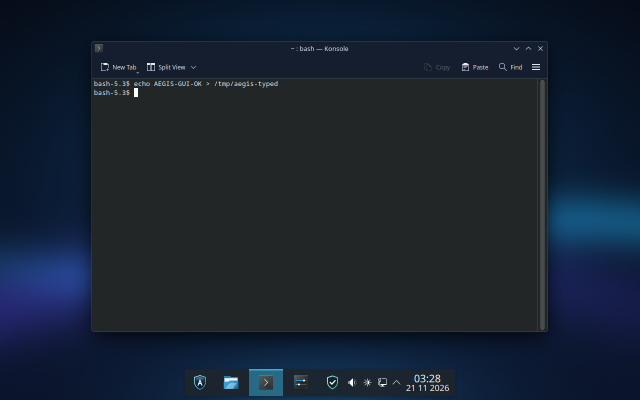 ~ : bash — Konsole
New Tab
Split View
Copy
Paste
Find
bash-5.3$ echo AEGIS-GUI-OK > /tmp/aegis-typed
bash-5.3$
03:28
21 11 2026